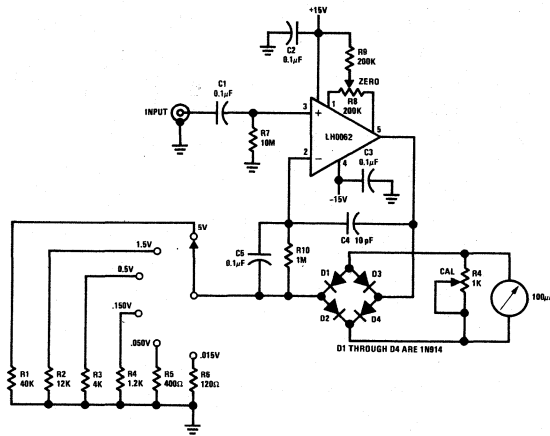 +15V
C2
0.1µF
R9
200K
ZERO
C1
0.1µF
1
R8
200K
INPUT
3
+
5
LH0062
R7
10M
2
–
4
C3
0.1µF
–15V
5V
C4 10 pF
1.5V
C5
0.1µF
R10
1M
0.5V
D1
D3
CAL
R4
1K
.150V
D2
D4
100µ
D1 THROUGH D4 ARE 1N914
.050V
.015V
R1
40K
R2
12K
R3
4K
R4
1.2K
R5
400Ω
R6
120Ω